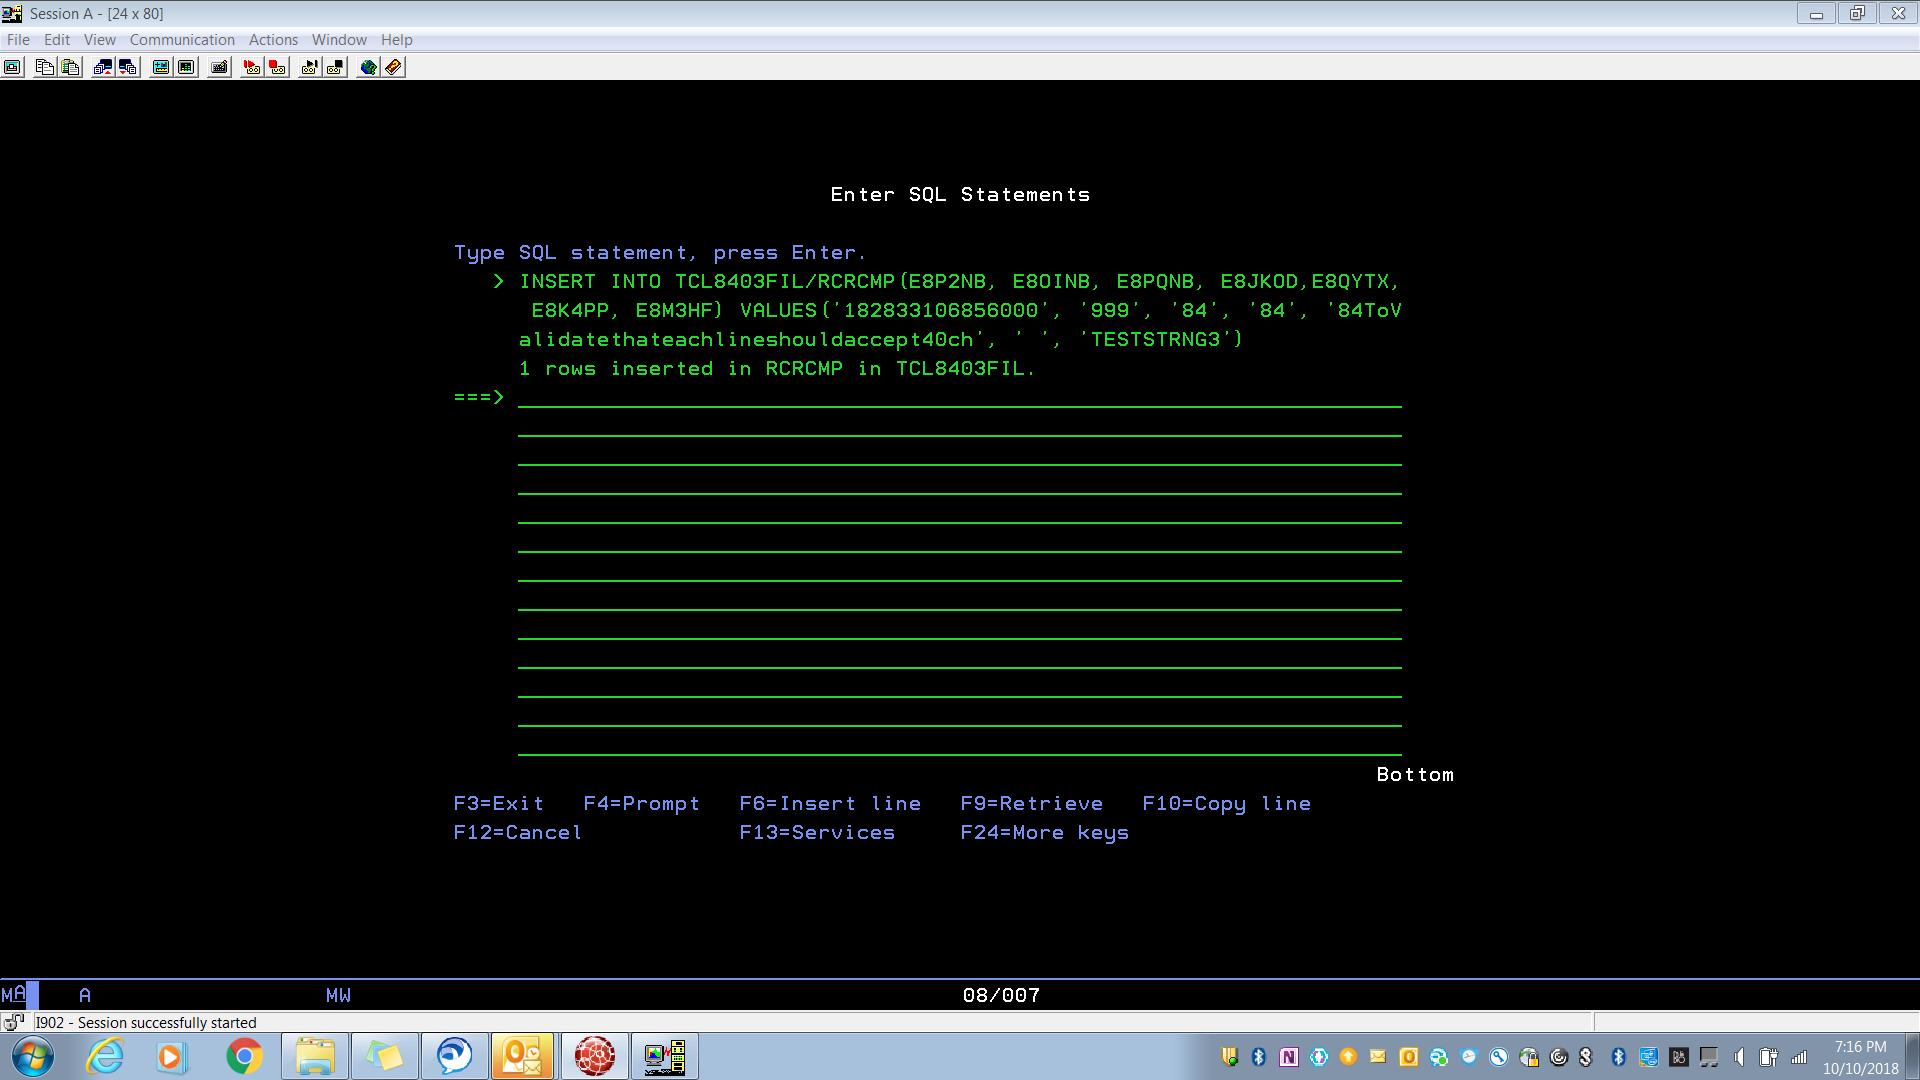 Session A - [24 x 80]
File Edit View Communication Actions Window Help
Enter SQL Statements
Type SQL statement, press Enter.
> INSERT INTO TCL8403FIL/RCRCMP(E8P2NB, E8OINB, E8PQNB, E8JKOD,E8QYTX,
E8K4PP, E8M3HF) VALUES('182833106856000', '999', '84', '84', '84ToV
alidatethateachlineshouldaccept40ch', ' ', 'TESTSTRNG3')
1 rows inserted in RCRCMP in TCL8403FIL.
===>
Bottom
F3=Exit F4=Prompt F6=Insert line F9=Retrieve F10=Copy line
F12=Cancel F13=Services F24=More keys
MA A MW 08/007
I902 - Session successfully started
7:16 PM
10/10/2018